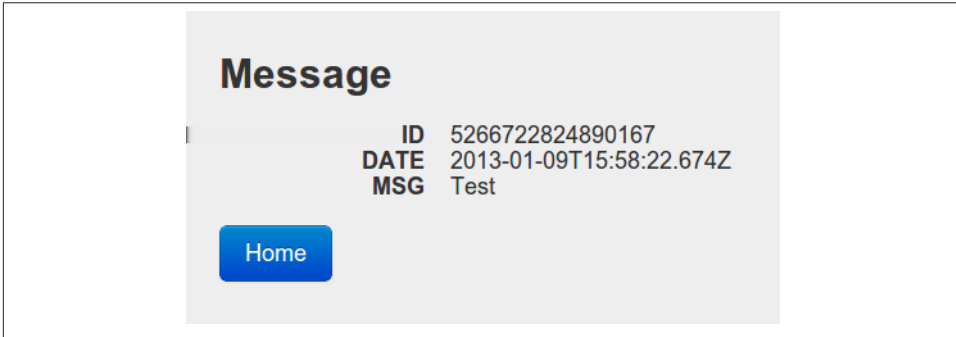 Message
ID 5266722824890167
DATE 2013-01-09T15:58:22.674Z
MSG Test
Home